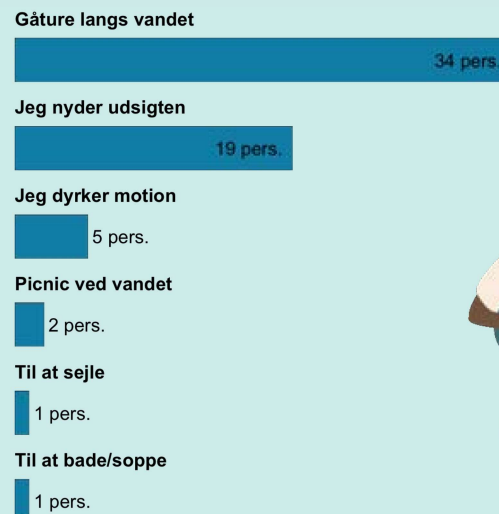 Gåture langs vandet
34 pers.
Jeg nyder udsigten
19 pers.
Jeg dyrker motion
5 pers.
Picnic ved vandet
2 pers.
Til at sejle
1 pers.
Til at bade/soppe
1 pers.